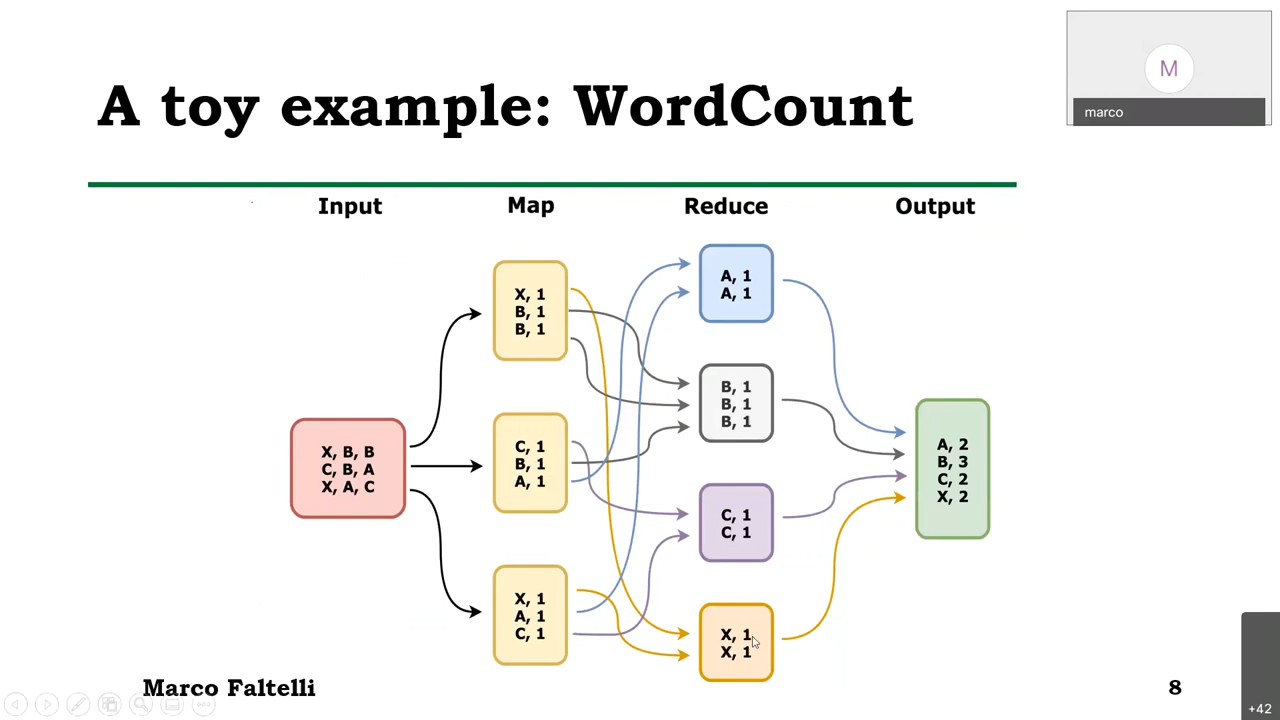 A toy example: WordCount
M
marco
Input
Map
Reduce
Output
X, B, B
C, B, A
X, A, C
X, 1
B, 1
B, 1
C, 1
B, 1
A, 1
X, 1
A, 1
C, 1
A, 1
A, 1
B, 1
B, 1
B, 1
C, 1
C, 1
X, 1
X, 1
A, 2
B, 3
C, 2
X, 2
Marco Faltelli
8
+42